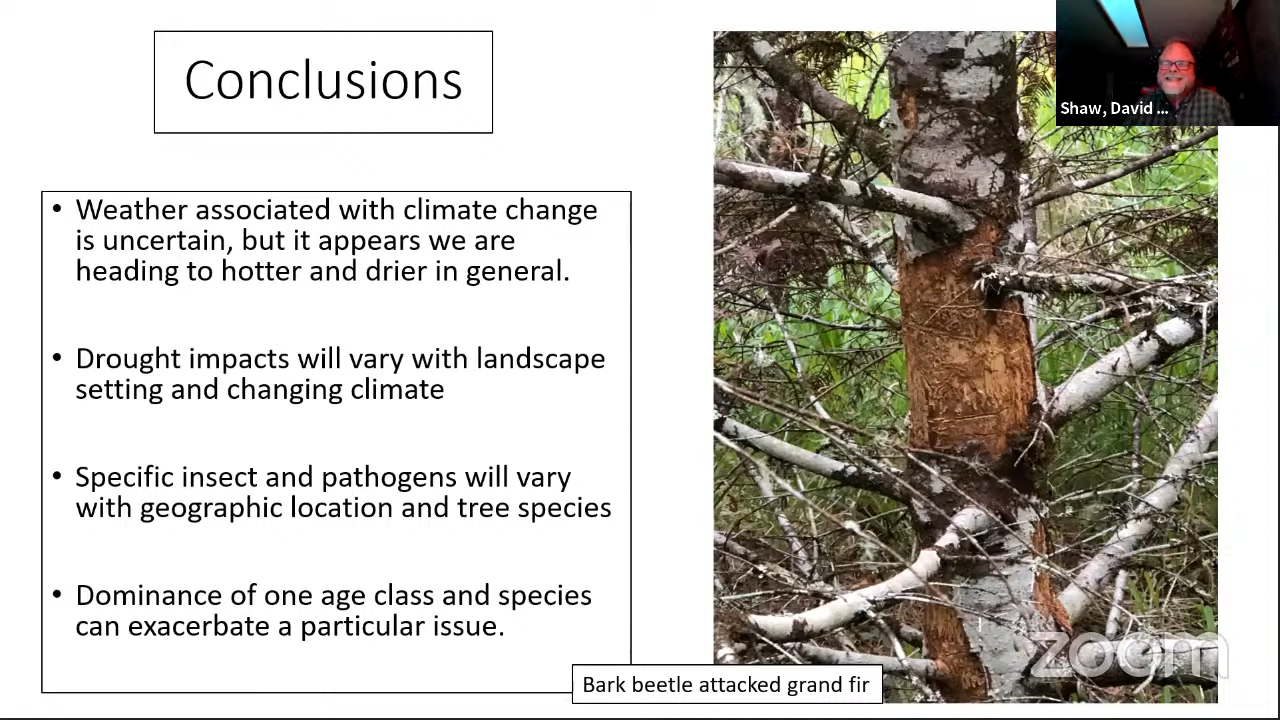 Conclusions
Shaw, David ...
• Weather associated with climate change
is uncertain, but it appears we are
heading to hotter and drier in general.
• Drought impacts will vary with landscape
setting and changing climate
• Specific insect and pathogens will vary
with geographic location and tree species
• Dominance of one age class and species
can exacerbate a particular issue.
zoom
Bark beetle attacked grand fir